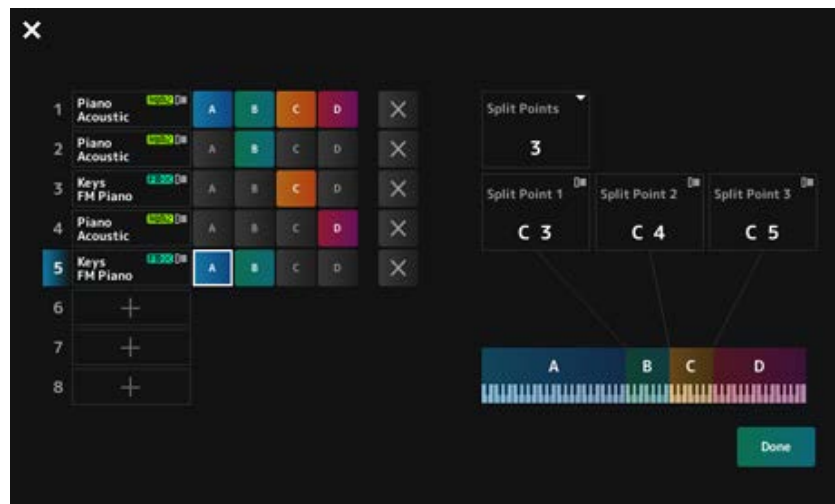 1 Piano Acoustic A B C D
2 Piano Acoustic A B C D
3 Keys FM Piano A B C D
4 Piano Acoustic A B C D
5 Keys FM Piano A B C D
6
7
8
Split Points
3
Split Point 1 Split Point 2 Split Point 3
C 3 C 4 C 5
A B C D
Done